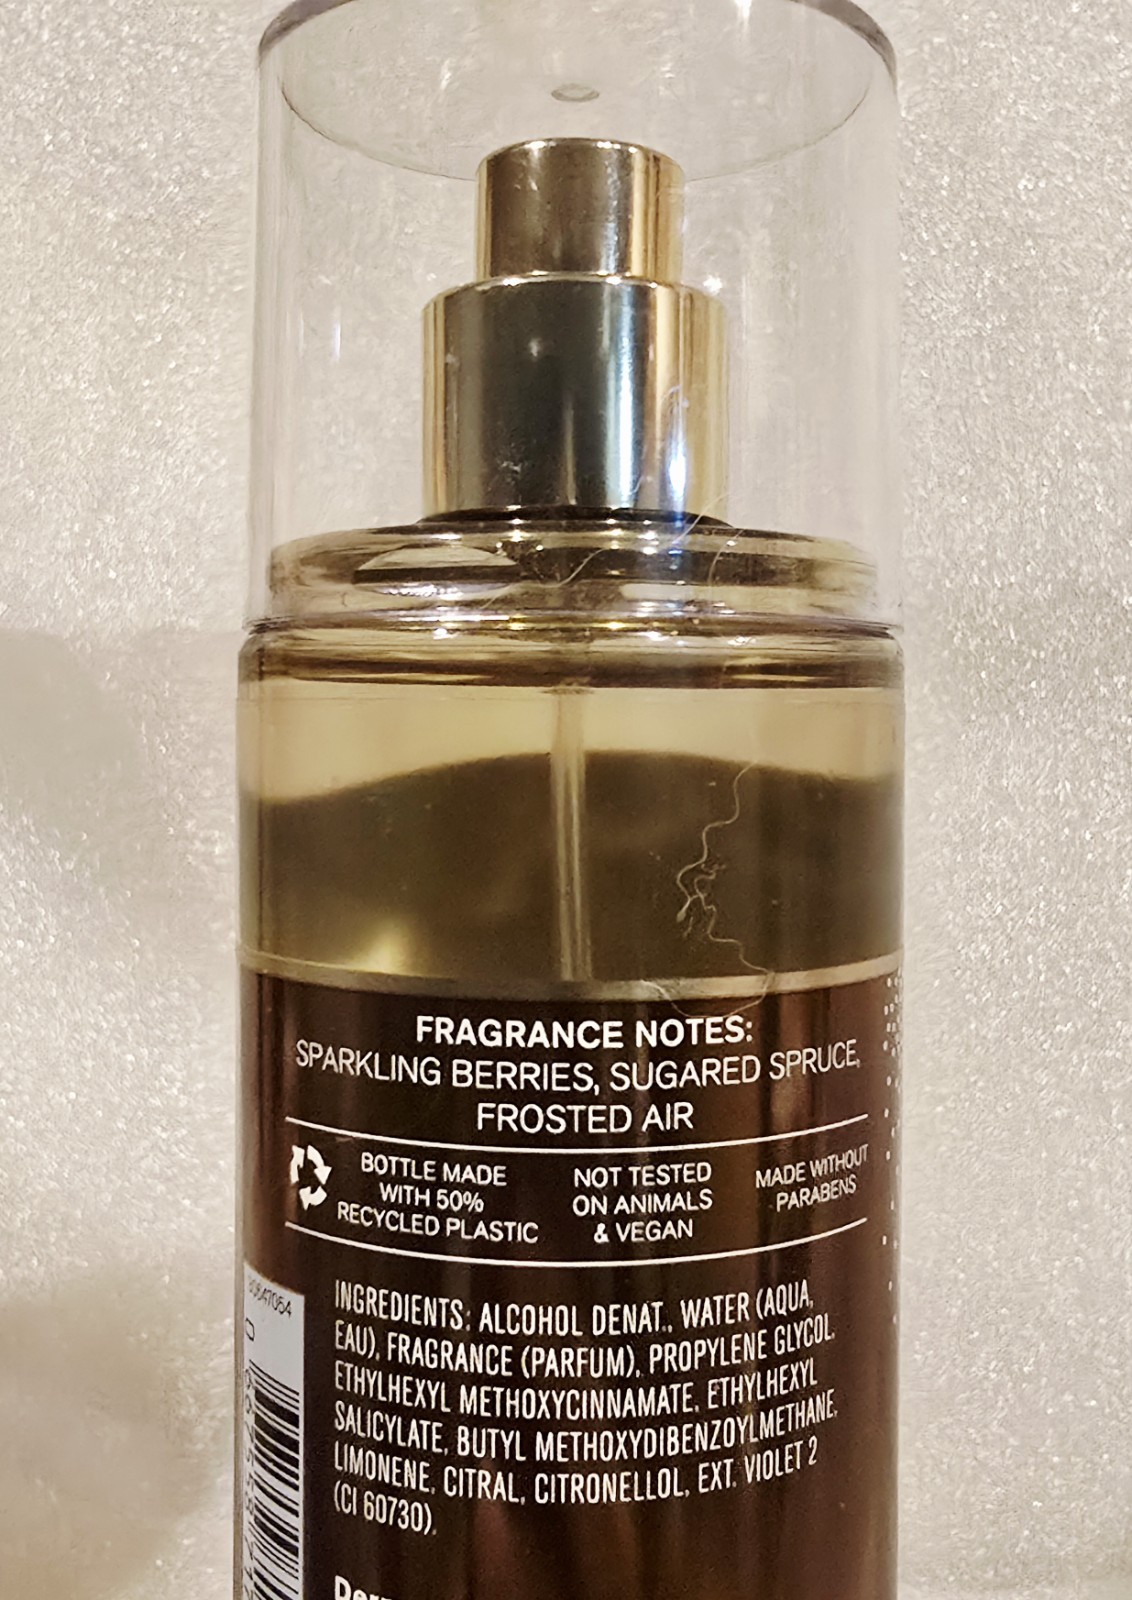 FRAGRANCE NOTES:
SPARKLING BERRIES, SUGARED SPRUCE,
FROSTED AIR
BOTTLE MADE
WITH 50%
RECYCLED PLASTIC
NOT TESTED
ON ANIMALS
& VEGAN
MADE WITHOUT
PARABENS
INGREDIENTS: ALCOHOL DENAT., WATER (AQUA,
EAU), FRAGRANCE (PARFUM), PROPYLENE GLYCOL,
ETHYLHEXYL METHOXYCINNAMATE, ETHYLHEXYL
SALICYLATE, BUTYL METHOXYDIBENZOYLMETHANE,
LIMONENE, CITRAL, CITRONELLOL, EXT. VIOLET 2
(CI 60730).